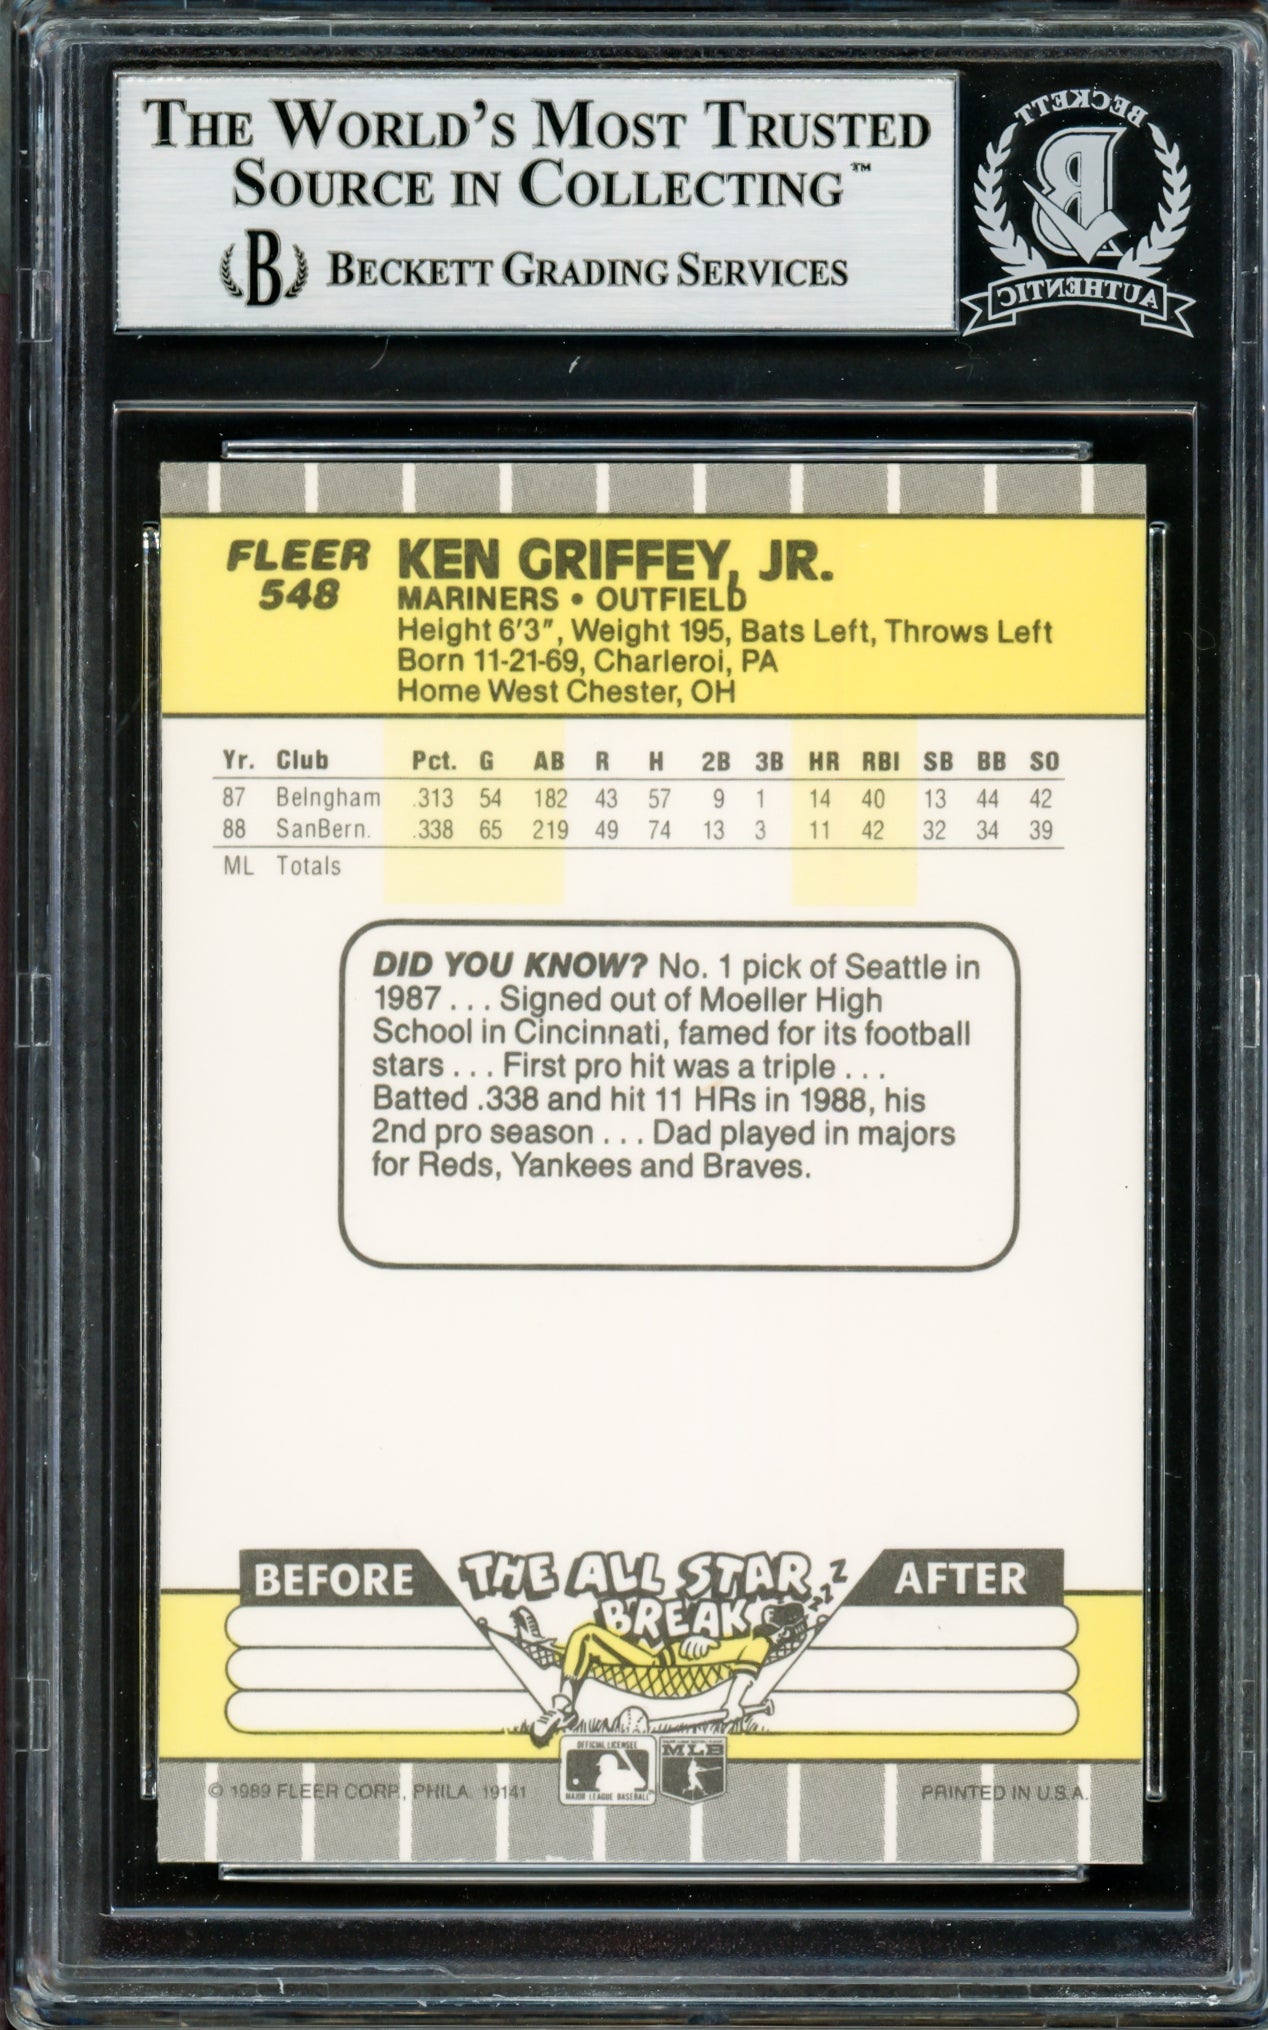 THE WORLD'S MOST TRUSTED
SOURCE IN COLLECTING™
B BECKETT GRADING SERVICES
BECKETT
B
AUTHENTIC
FLEER
548
KEN GRIFFEY, JR.
MARINERS • OUTFIELD
Height 6'3", Weight 195, Bats Left, Throws Left
Born 11-21-69, Charleroi, PA
Home West Chester, OH
Yr. Club Pct. G AB R H 2B 3B HR RBI SB BB SO
87 Belngham .313 54 182 43 57 9 1 14 40 13 44 42
88 SanBern. .338 65 219 49 74 13 3 11 42 32 34 39
ML Totals
DID YOU KNOW? No. 1 pick of Seattle in
1987 . . . Signed out of Moeller High
School in Cincinnati, famed for its football
stars . . . First pro hit was a triple . . .
Batted .338 and hit 11 HRs in 1988, his
2nd pro season . . . Dad played in majors
for Reds, Yankees and Braves.
BEFORE
THE ALL STAR
BREAK
zzZZ
AFTER
OFFICIAL LICENSEE
MAJOR LEAGUE BASEBALL
MLB
© 1989 FLEER CORP., PHILA. 19141
PRINTED IN U.S.A.